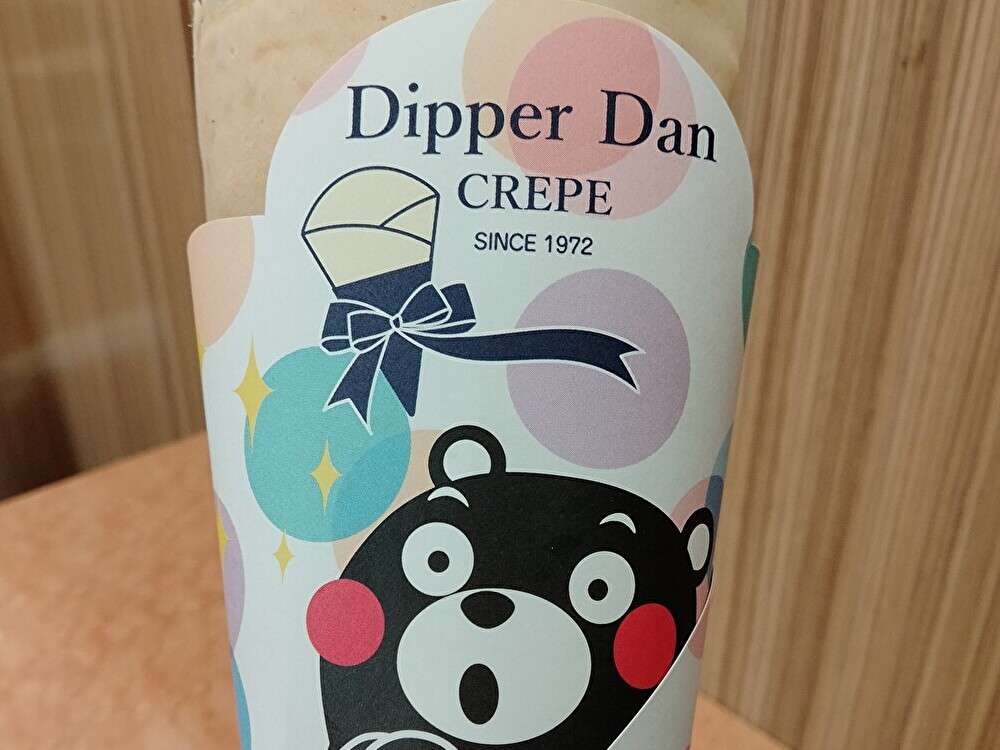 Dipper Dan
CREPE
SINCE 1972